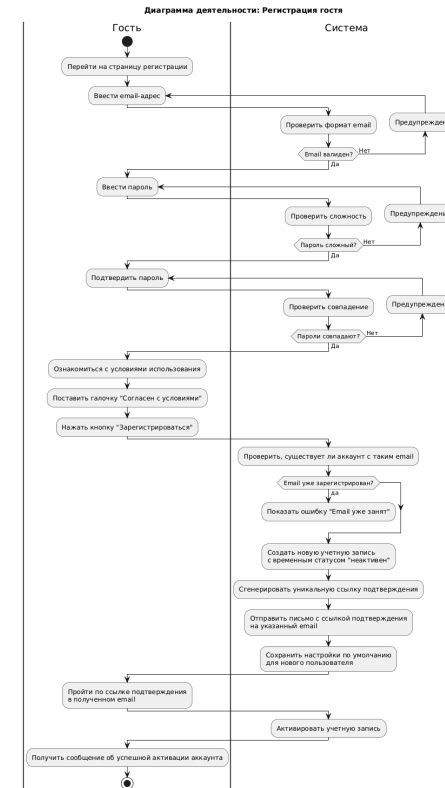 Диаграмма деятельности: Регистрация гостя
Гость
Система
Перейти на страницу регистрации
Ввести email-адрес
Проверить формат email
Email валиден?
Нет
Да
Ввести пароль
Проверить сложность
Пароль сложный?
Нет
Да
Подтвердить пароль
Проверить совпадение
Пароли совпадают?
Нет
Да
Ознакомиться с условиями использования
Поставить галочку "Согласен с условиями"
Нажать кнопку "Зарегистрироваться"
Проверить, существует ли аккаунт с таким email
Email уже зарегистрирован?
да
Показать ошибку "Email уже занят"
Создать новую учетную запись
с временным статусом "неактивен"
Сгенерировать уникальную ссылку подтверждения
Отправить письмо с ссылкой подтверждения
на указанный email
Сохранить настройки по умолчанию
для нового пользователя
Пройти по ссылке подтверждения
в полученном email
Активировать учетную запись
Получить сообщение об успешной активации аккаунта